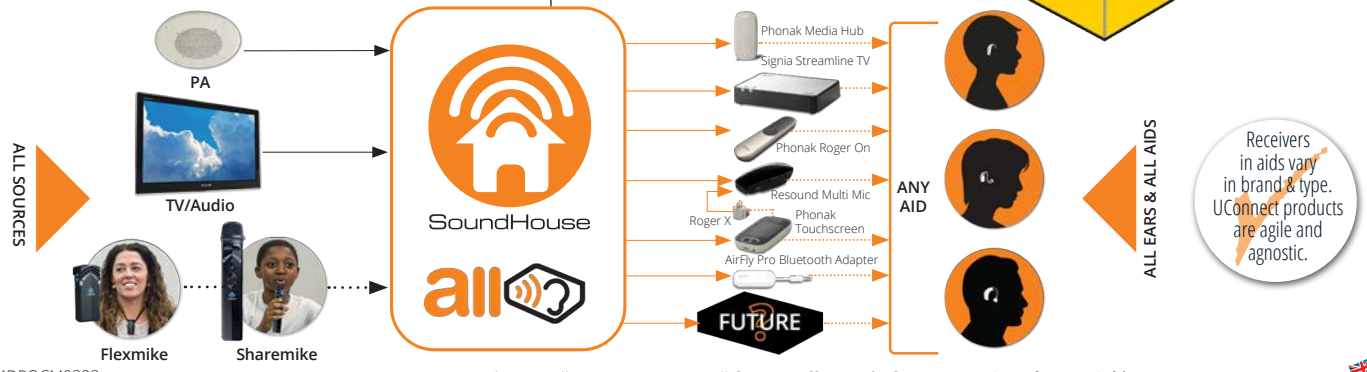 ALL SOURCES
PA
TV/Audio
Flexmike
Sharemike
SoundHouse
all
Phonak Media Hub
Signia Streamline TV
Phonak Roger On
Resound Multi Mic
Roger X
Phonak
Touchscreen
AirFly Pro Bluetooth Adapter
FUTURE
?
ANY
AID
ALL EARS & ALL AIDS
Receivers
in aids vary
in brand & type.
UConnect products
are agile and
agnostic.